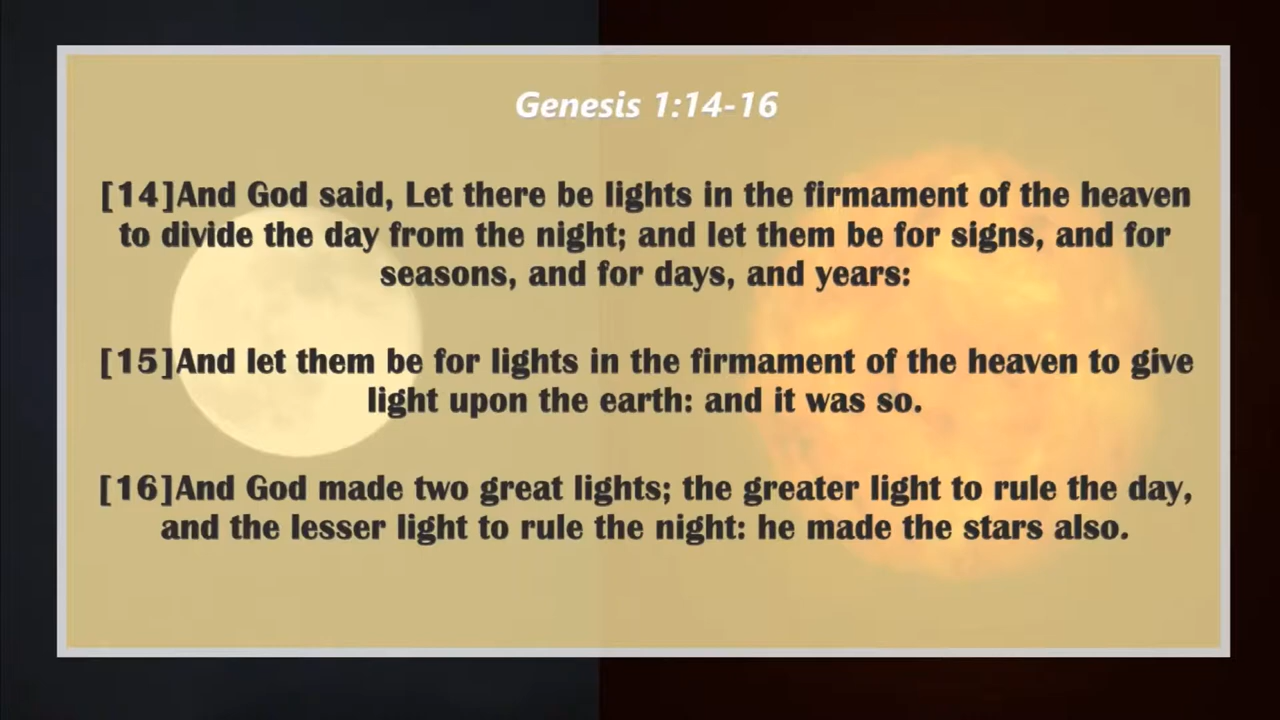 Genesis 1:14-16
[14]And God said, Let there be lights in the firmament of the heaven
to divide the day from the night; and let them be for signs, and for
seasons, and for days, and years:
[15]And let them be for lights in the firmament of the heaven to give
light upon the earth: and it was so.
[16]And God made two great lights; the greater light to rule the day,
and the lesser light to rule the night: he made the stars also.